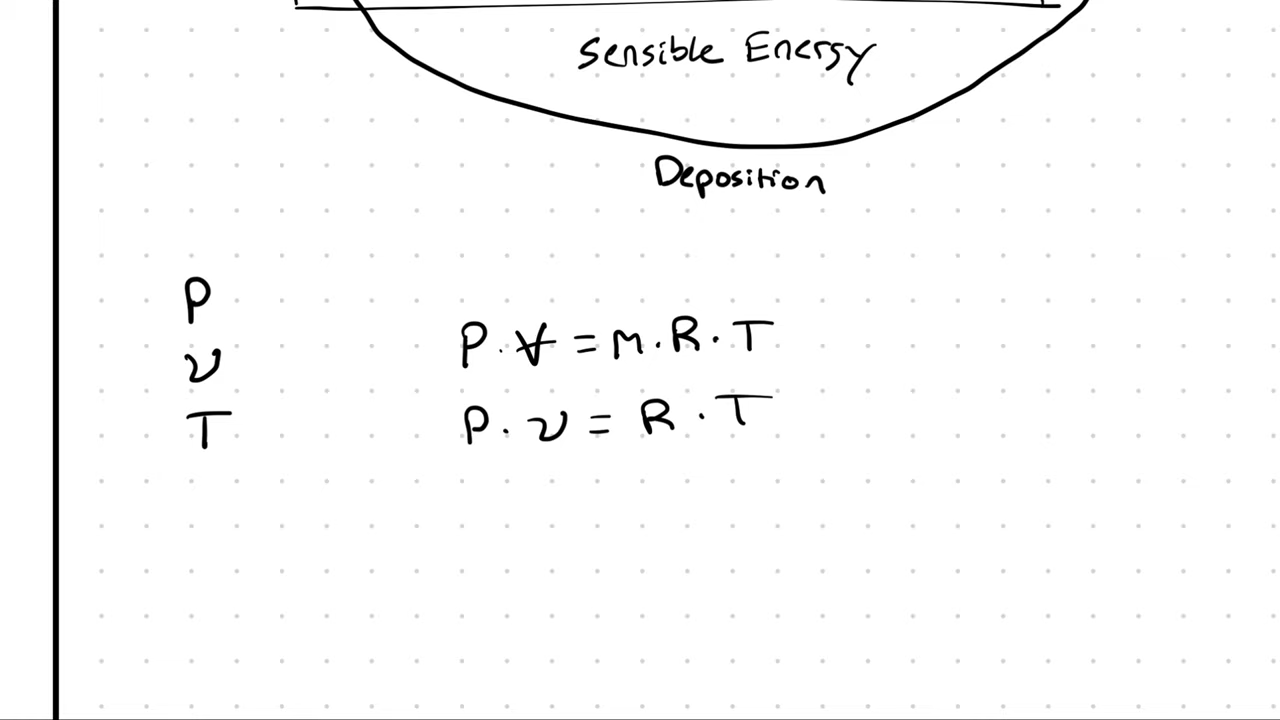 Sensible Energy
Deposition
P
ν
T
P · V̶ = m · R · T
P · ν = R · T